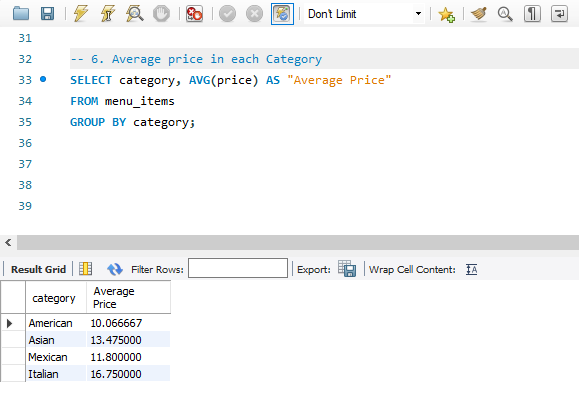 Don't Limit
31
32 -- 6. Average price in each Category
33 SELECT category, AVG(price) AS "Average Price"
34 FROM menu_items
35 GROUP BY category;
36
37
38
39
Result Grid Filter Rows: Export: Wrap Cell Content: IA
category Average
Price
American 10.066667
Asian 13.475000
Mexican 11.800000
Italian 16.750000